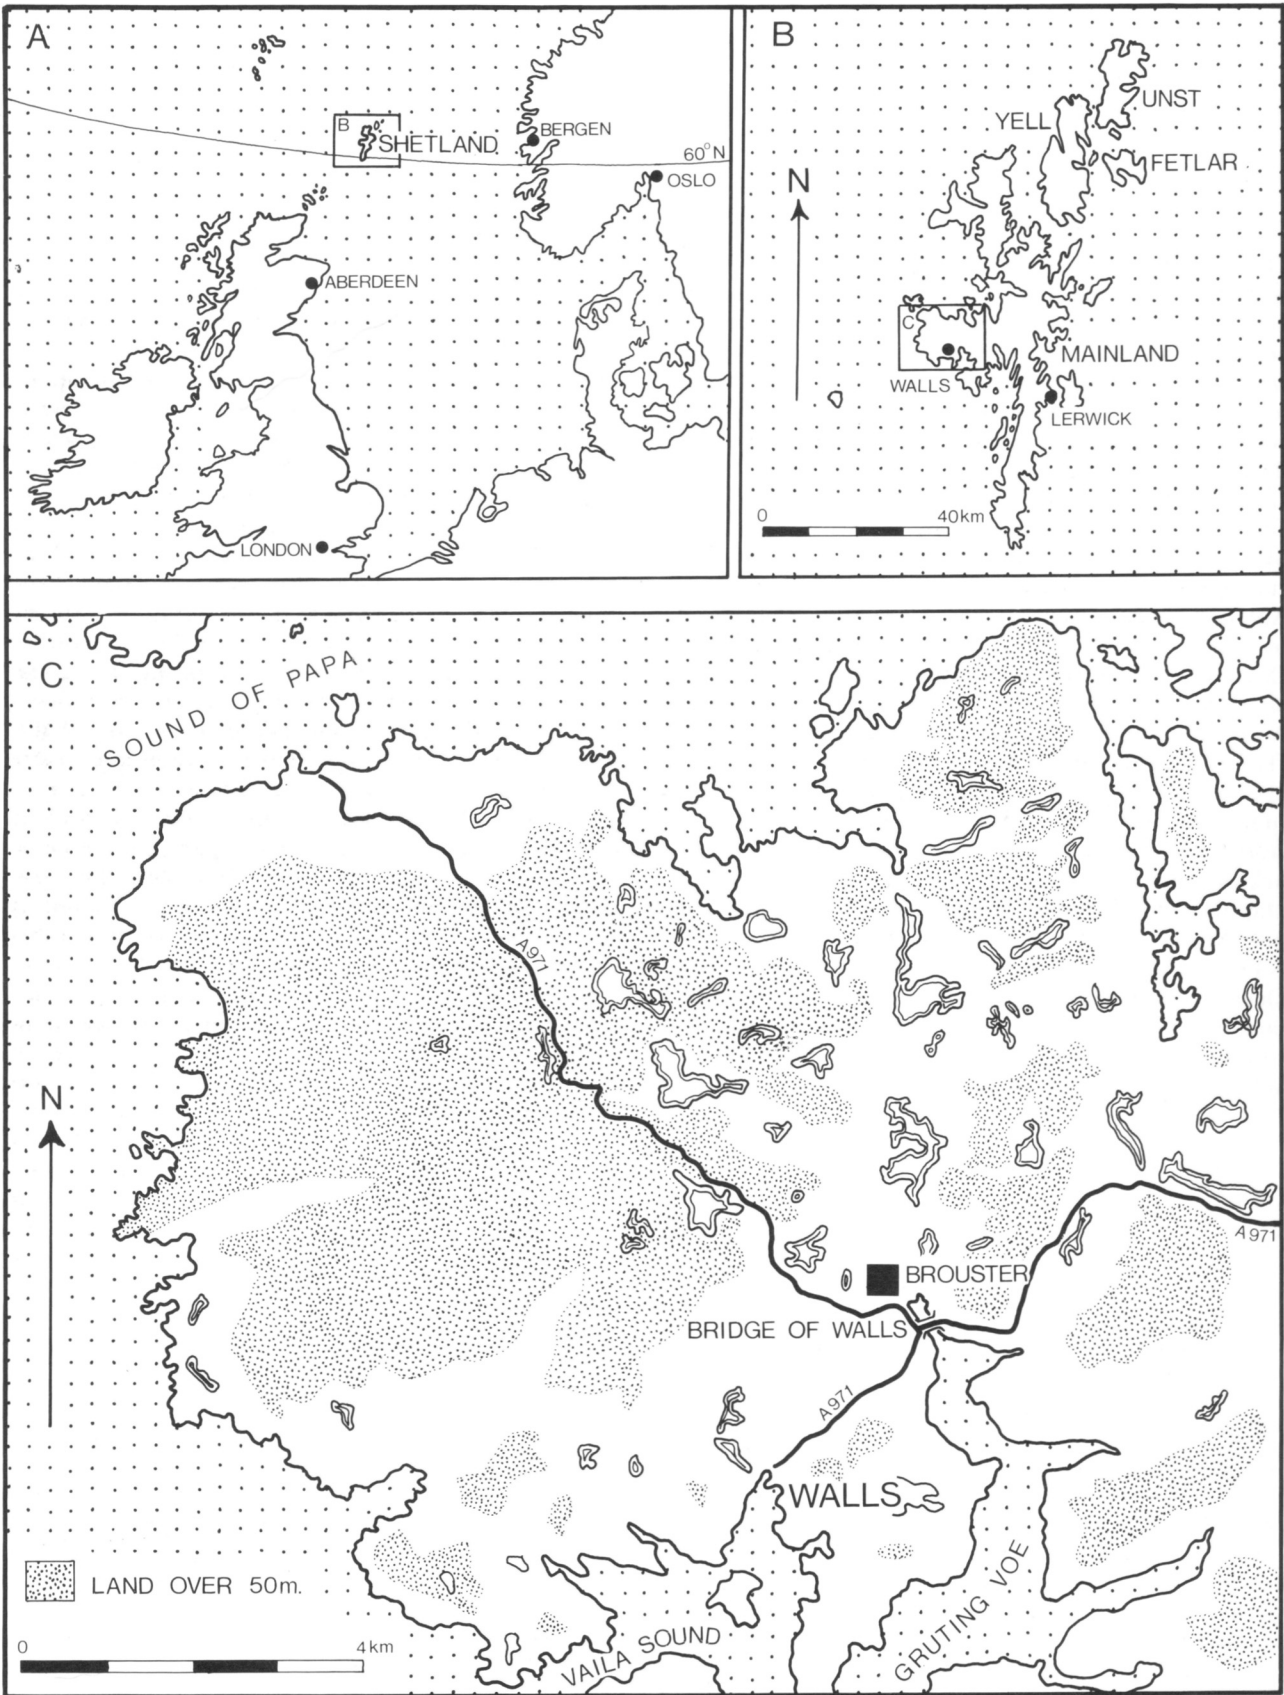 A
B
SHETLAND
BERGEN
60°N
OSLO
ABERDEEN
LONDON
B
UNST
YELL
FETLAR
N
C
MAINLAND
WALLS
LERWICK
0 40km
C
SOUND OF PAPA
A971
N
A971
BROUSTER
BRIDGE OF WALLS
A971
WALLS
LAND OVER 50m.
GRUTING VOE
VAILA SOUND
0 4km